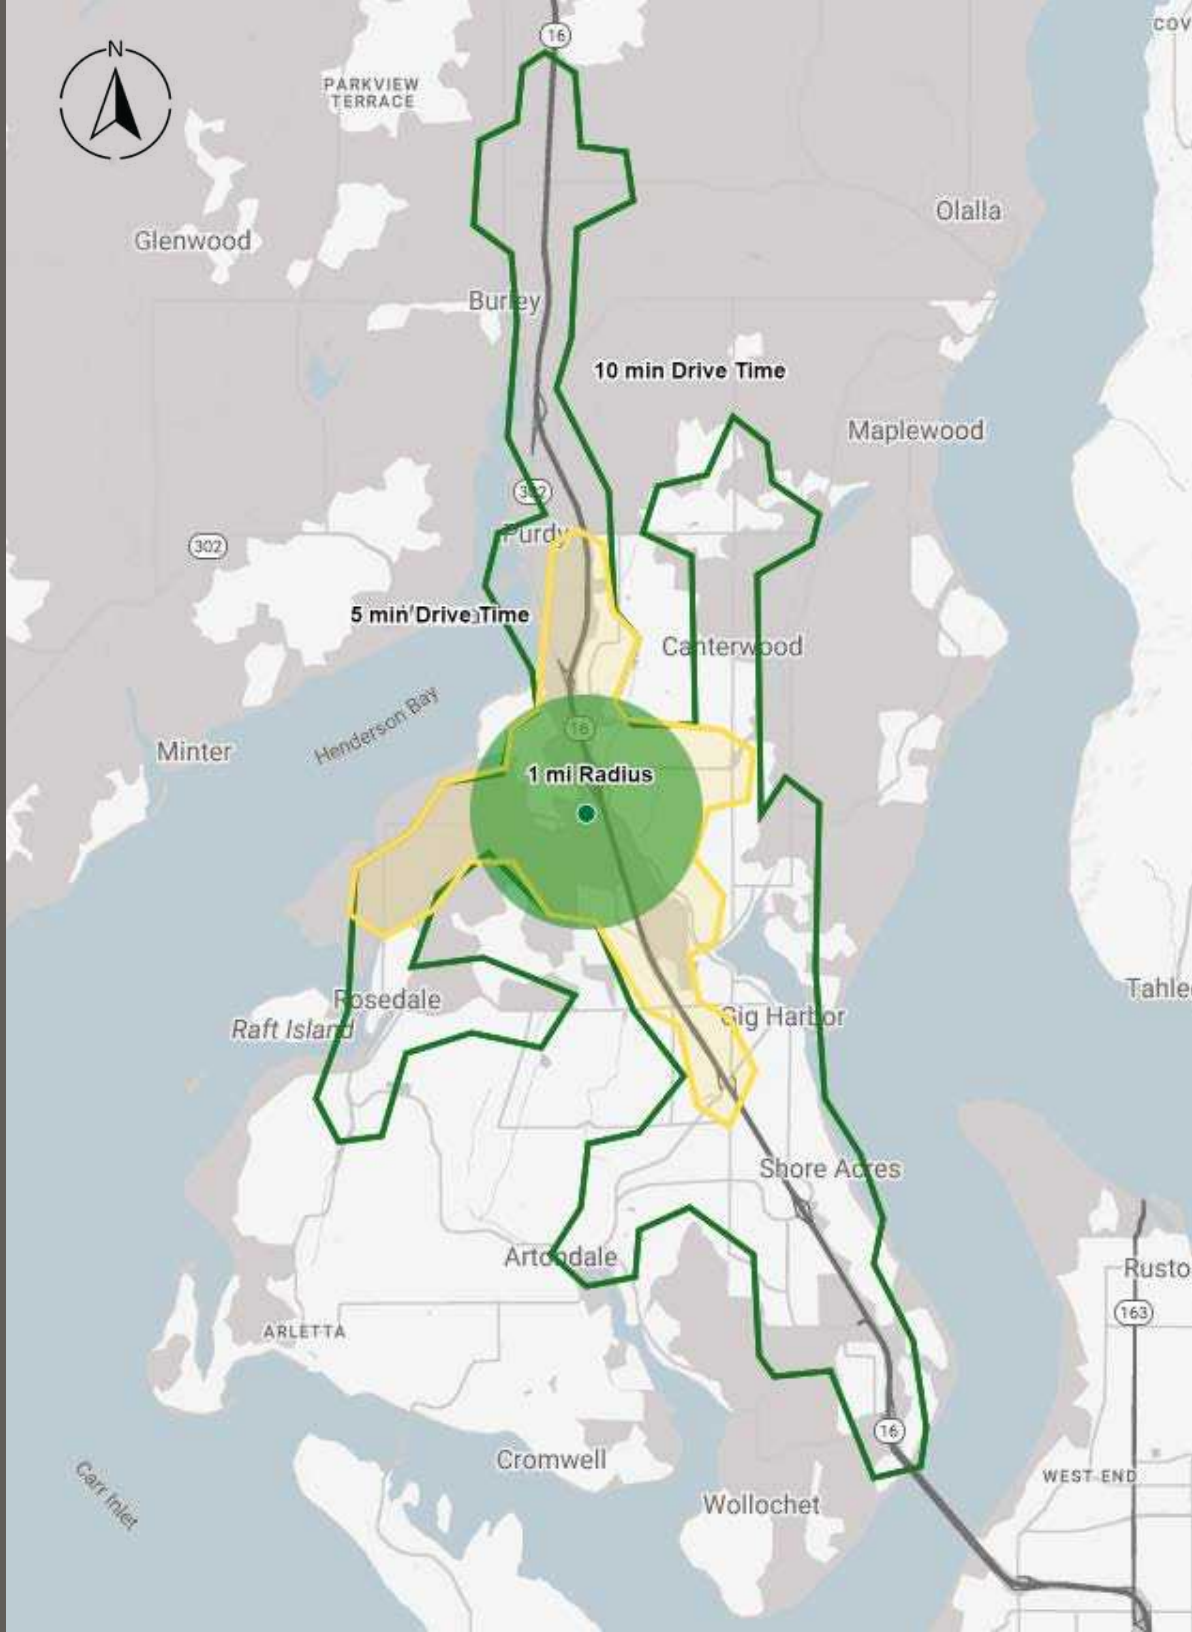 16
COV
N
PARKVIEW
TERRACE
Olalla
Glenwood
Burley
10 min Drive Time
Maplewood
302
Purdy
302
5 min Drive Time
Canterwood
Henderson Bay
16
Minter
1 mi Radius
Tahle
Rosedale
Gig Harbor
Raft Island
Shore Acres
Artondale
Rusto
163
ARLETTA
16
Cromwell
WEST END
Carr Inlet
Wollochet